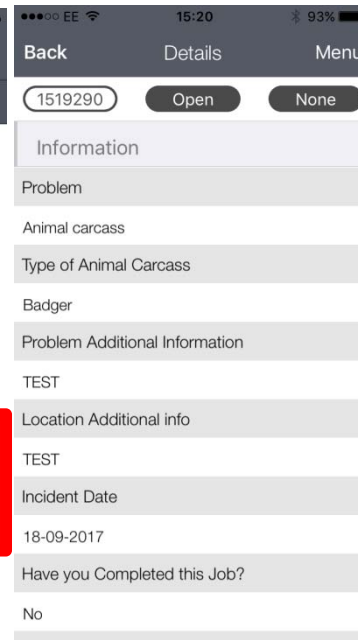 EE 15:20 93%
Back Details Menu
1519290 Open None
Information
Problem
Animal carcass
Type of Animal Carcass
Badger
Problem Additional Information
TEST
Location Additional info
TEST
Incident Date
18-09-2017
Have you Completed this Job?
No